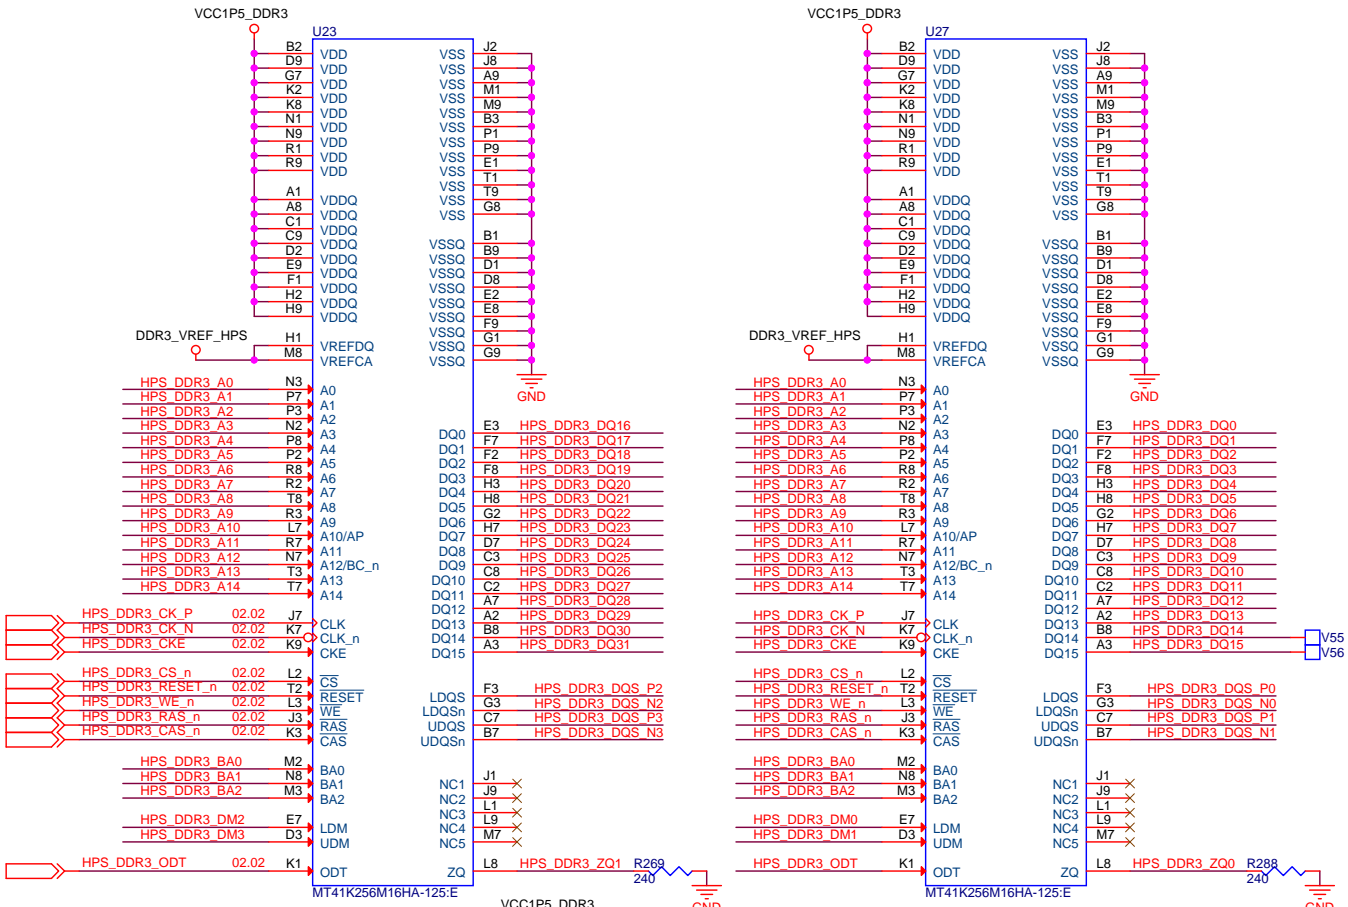 VCC1P5_DDR3
U23
B2 VDD VSS J2
D9 VDD VSS J8
G7 VDD VSS A9
K2 VDD VSS M1
K8 VDD VSS M9
N1 VDD VSS B3
N9 VDD VSS P1
R1 VDD VSS P9
R9 VDD VSS E1
VSS T1
A1 VDDQ VSS T9
A8 VDDQ VSS G8
C1 VDDQ
C9 VDDQ VSSQ B1
D2 VDDQ VSSQ B9
E9 VDDQ VSSQ D1
F1 VDDQ VSSQ D8
H2 VDDQ VSSQ E2
H9 VDDQ VSSQ E8
VSSQ F9
DDR3_VREF_HPS
H1 VREFDQ VSSQ G1
M8 VREFCA VSSQ G9
GND
HPS_DDR3_A0 N3 A0
HPS_DDR3_A1 P7 A1
HPS_DDR3_A2 P3 A2
HPS_DDR3_A3 N2 A3 DQ0 E3 HPS_DDR3_DQ16
HPS_DDR3_A4 P8 A4 DQ1 F7 HPS_DDR3_DQ17
HPS_DDR3_A5 P2 A5 DQ2 F2 HPS_DDR3_DQ18
HPS_DDR3_A6 R8 A6 DQ3 F8 HPS_DDR3_DQ19
HPS_DDR3_A7 R2 A7 DQ4 H3 HPS_DDR3_DQ20
HPS_DDR3_A8 T8 A8 DQ5 H8 HPS_DDR3_DQ21
HPS_DDR3_A9 R3 A9 DQ6 G2 HPS_DDR3_DQ22
HPS_DDR3_A10 L7 A10/AP DQ7 H7 HPS_DDR3_DQ23
HPS_DDR3_A11 R7 A11 DQ8 D7 HPS_DDR3_DQ24
HPS_DDR3_A12 N7 A12/BC_n DQ9 C3 HPS_DDR3_DQ25
HPS_DDR3_A13 T3 A13 DQ10 C8 HPS_DDR3_DQ26
HPS_DDR3_A14 T7 A14 DQ11 C2 HPS_DDR3_DQ27
DQ12 A7 HPS_DDR3_DQ28
HPS_DDR3_CK_P 02.02 J7 CLK DQ13 A2 HPS_DDR3_DQ29
HPS_DDR3_CK_N 02.02 K7 CLK_n DQ14 B8 HPS_DDR3_DQ30
HPS_DDR3_CKE 02.02 K9 CKE DQ15 A3 HPS_DDR3_DQ31
HPS_DDR3_CS_n 02.02 L2 CS
HPS_DDR3_RESET_n 02.02 T2 RESET LDQS F3 HPS_DDR3_DQS_P2
HPS_DDR3_WE_n 02.02 L3 WE LDQSn G3 HPS_DDR3_DQS_N2
HPS_DDR3_RAS_n 02.02 J3 RAS UDQS C7 HPS_DDR3_DQS_P3
HPS_DDR3_CAS_n 02.02 K3 CAS UDQSn B7 HPS_DDR3_DQS_N3
HPS_DDR3_BA0 M2 BA0
HPS_DDR3_BA1 N8 BA1 NC1 J1
HPS_DDR3_BA2 M3 BA2 NC2 J9
NC3 L1
HPS_DDR3_DM2 E7 LDM NC4 L9
HPS_DDR3_DM3 D3 UDM NC5 M7
HPS_DDR3_ODT 02.02 K1 ODT ZQ L8 HPS_DDR3_ZQ1 R269
240
MT41K256M16HA-125:E
GND
VCC1P5_DDR3
VCC1P5_DDR3
U27
B2 VDD VSS J2
D9 VDD VSS J8
G7 VDD VSS A9
K2 VDD VSS M1
K8 VDD VSS M9
N1 VDD VSS B3
N9 VDD VSS P1
R1 VDD VSS P9
R9 VDD VSS E1
VSS T1
A1 VDDQ VSS T9
A8 VDDQ VSS G8
C1 VDDQ
C9 VDDQ VSSQ B1
D2 VDDQ VSSQ B9
E9 VDDQ VSSQ D1
F1 VDDQ VSSQ D8
H2 VDDQ VSSQ E2
H9 VDDQ VSSQ E8
VSSQ F9
DDR3_VREF_HPS
H1 VREFDQ VSSQ G1
M8 VREFCA VSSQ G9
GND
HPS_DDR3_A0 N3 A0
HPS_DDR3_A1 P7 A1
HPS_DDR3_A2 P3 A2
HPS_DDR3_A3 N2 A3 DQ0 E3 HPS_DDR3_DQ0
HPS_DDR3_A4 P8 A4 DQ1 F7 HPS_DDR3_DQ1
HPS_DDR3_A5 P2 A5 DQ2 F2 HPS_DDR3_DQ2
HPS_DDR3_A6 R8 A6 DQ3 F8 HPS_DDR3_DQ3
HPS_DDR3_A7 R2 A7 DQ4 H3 HPS_DDR3_DQ4
HPS_DDR3_A8 T8 A8 DQ5 H8 HPS_DDR3_DQ5
HPS_DDR3_A9 R3 A9 DQ6 G2 HPS_DDR3_DQ6
HPS_DDR3_A10 L7 A10/AP DQ7 H7 HPS_DDR3_DQ7
HPS_DDR3_A11 R7 A11 DQ8 D7 HPS_DDR3_DQ8
HPS_DDR3_A12 N7 A12/BC_n DQ9 C3 HPS_DDR3_DQ9
HPS_DDR3_A13 T3 A13 DQ10 C8 HPS_DDR3_DQ10
HPS_DDR3_A14 T7 A14 DQ11 C2 HPS_DDR3_DQ11
DQ12 A7 HPS_DDR3_DQ12
HPS_DDR3_CK_P J7 CLK DQ13 A2 HPS_DDR3_DQ13
HPS_DDR3_CK_N K7 CLK_n DQ14 B8 HPS_DDR3_DQ14 V55
HPS_DDR3_CKE K9 CKE DQ15 A3 HPS_DDR3_DQ15 V56
HPS_DDR3_CS_n L2 CS
HPS_DDR3_RESET_n T2 RESET LDQS F3 HPS_DDR3_DQS_P0
HPS_DDR3_WE_n L3 WE LDQSn G3 HPS_DDR3_DQS_N0
HPS_DDR3_RAS_n J3 RAS UDQS C7 HPS_DDR3_DQS_P1
HPS_DDR3_CAS_n K3 CAS UDQSn B7 HPS_DDR3_DQS_N1
HPS_DDR3_BA0 M2 BA0
HPS_DDR3_BA1 N8 BA1 NC1 J1
HPS_DDR3_BA2 M3 BA2 NC2 J9
NC3 L1
HPS_DDR3_DM0 E7 LDM NC4 L9
HPS_DDR3_DM1 D3 UDM NC5 M7
HPS_DDR3_ODT K1 ODT ZQ L8 HPS_DDR3_ZQ0 R288
240
MT41K256M16HA-125:E
GND